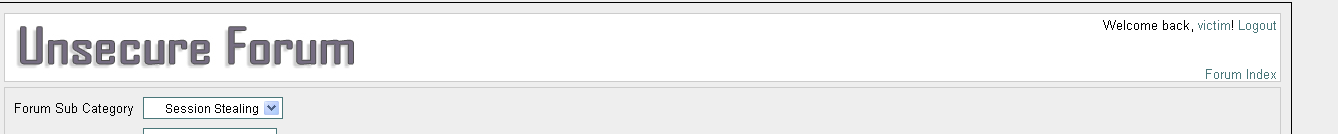 Unsecure Forum
Welcome back, victim! Logout
Forum Index
Forum Sub Category Session Stealing